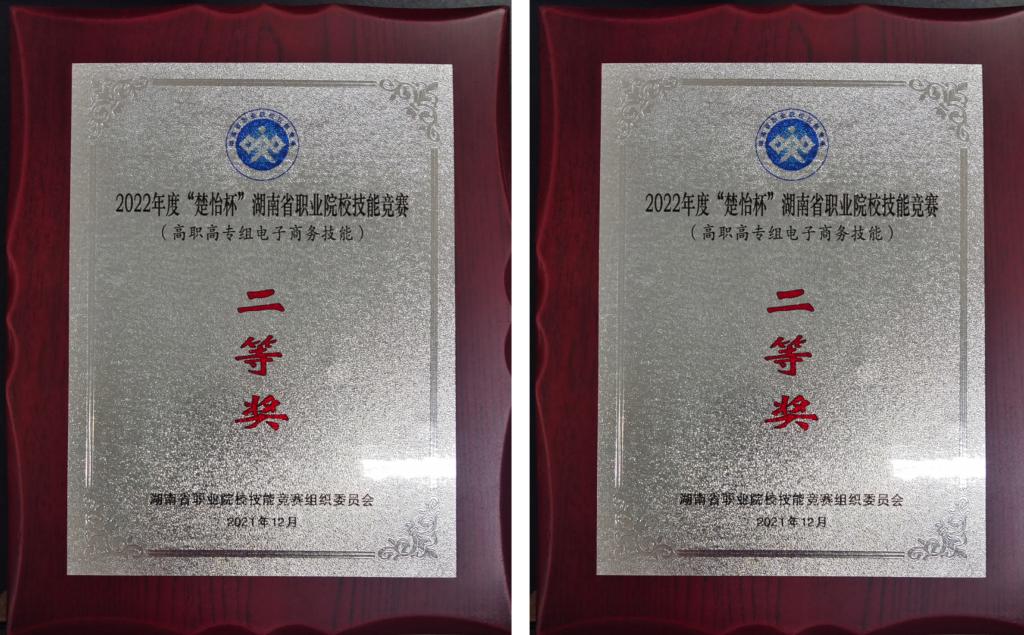 2022年度“楚怡杯”湖南省职业院校技能竞赛
（高职高专组电子商务技能）
二
等
奖
湖南省职业院校技能竞赛组织委员会
2021年12月
2022年度“楚怡杯”湖南省职业院校技能竞赛
（高职高专组电子商务技能）
二
等
奖
湖南省职业院校技能竞赛组织委员会
2021年12月